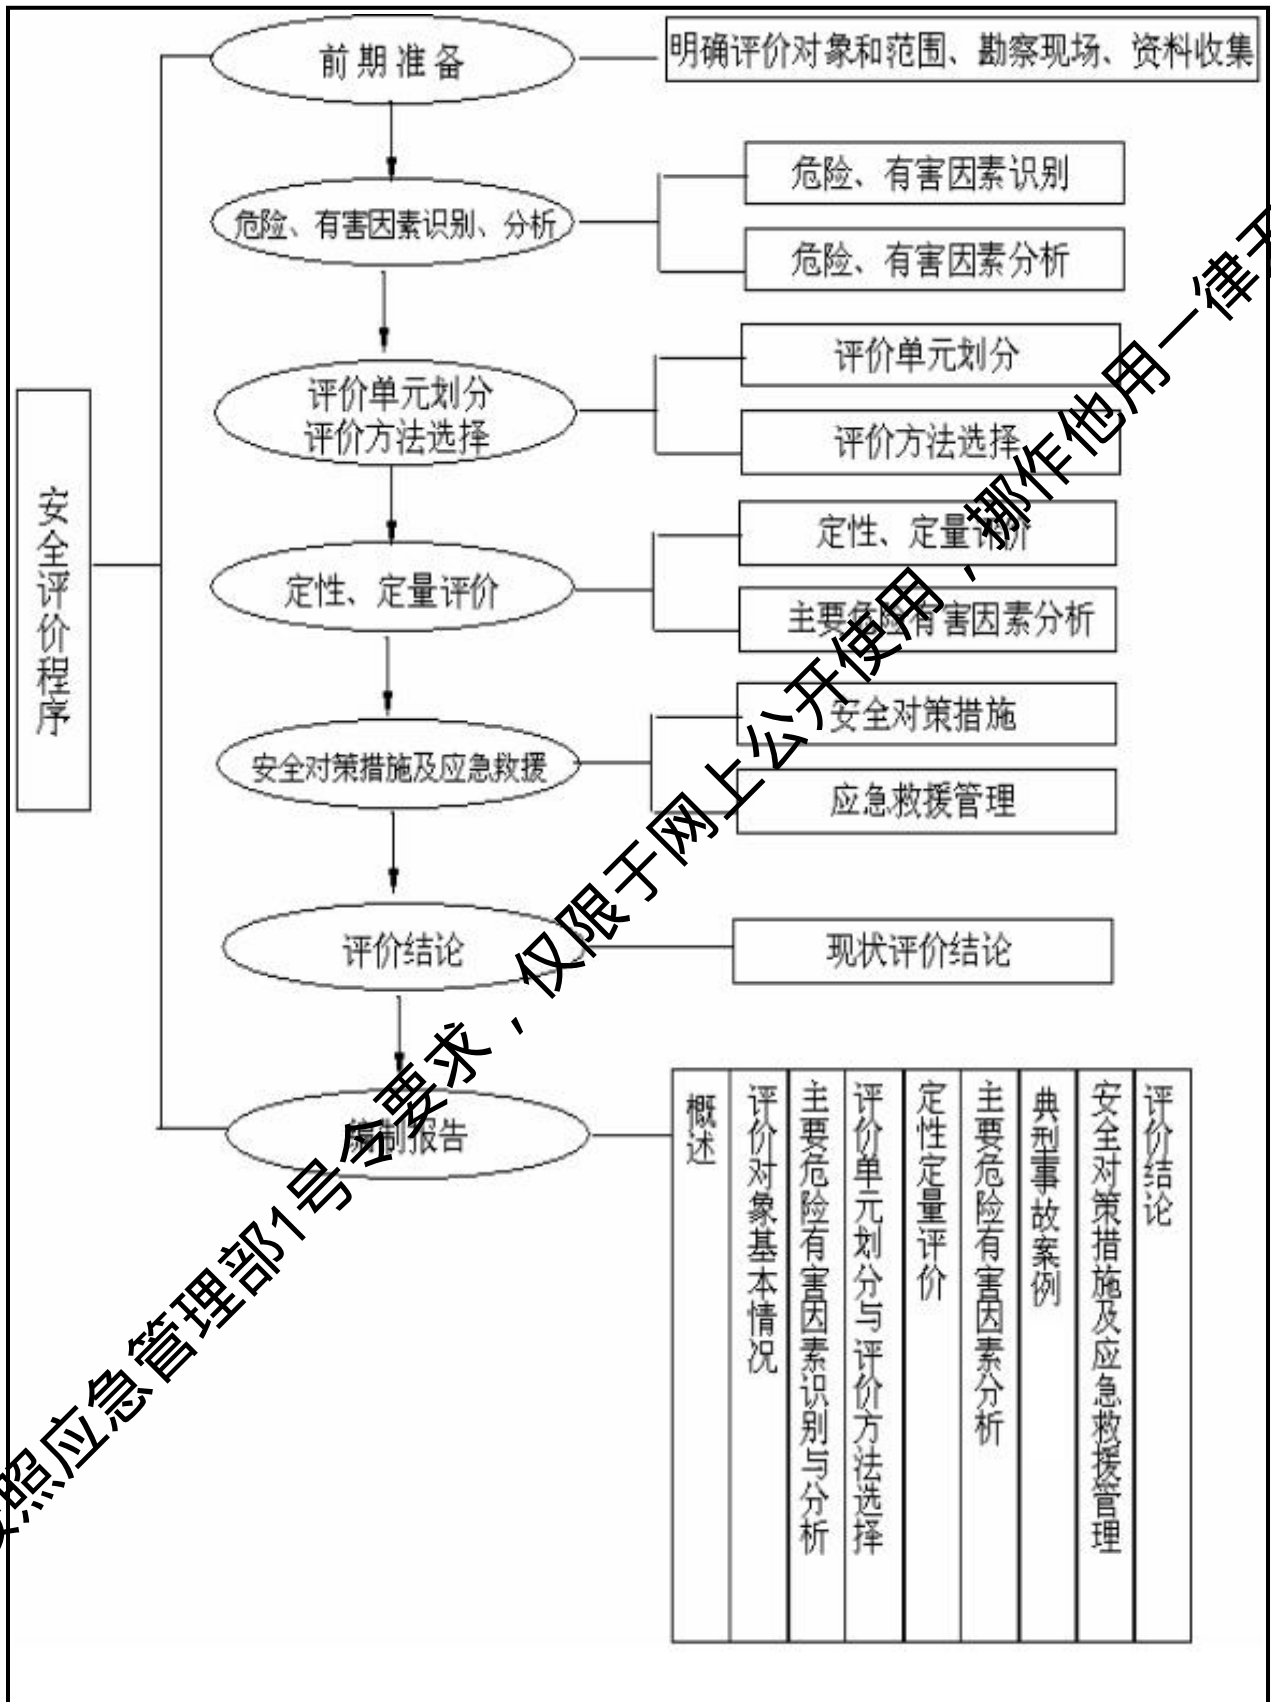 前期准备
明确评价对象和范围、勘察现场、资料收集
危险、有害因素识别、分析
危险、有害因素识别
危险、有害因素分析
评价单元划分
评价方法选择
评价单元划分
评价方法选择
安全评价程序
定性、定量评价
定性、定量评价
主要危险有害因素分析
安全对策措施及应急救援
安全对策措施
应急救援管理
评价结论
现状评价结论
编制报告
概述
评价对象基本情况
主要危险有害因素识别与分析
评价单元划分与评价方法选择
定性定量评价
主要危险有害因素分析
典型事故案例
安全对策措施及应急救援管理
评价结论
照应急管理部1号令要求，仅限于网上公开使用，挪作他用一律无